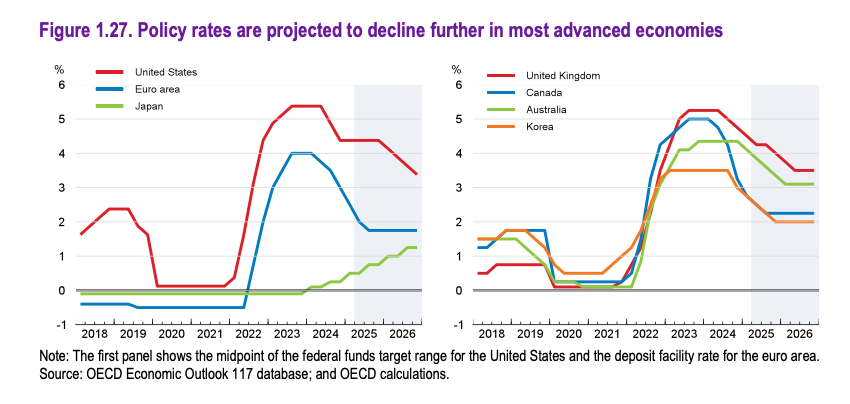 Figure 1.27. Policy rates are projected to decline further in most advanced economies
%
United States
Euro area
Japan
6
5
4
3
2
1
0
-1
2018 2019 2020 2021 2022 2023 2024 2025 2026
%
United Kingdom
Canada
Australia
Korea
6
5
4
3
2
1
0
-1
2018 2019 2020 2021 2022 2023 2024 2025 2026
Note: The first panel shows the midpoint of the federal funds target range for the United States and the deposit facility rate for the euro area.
Source: OECD Economic Outlook 117 database; and OECD calculations.